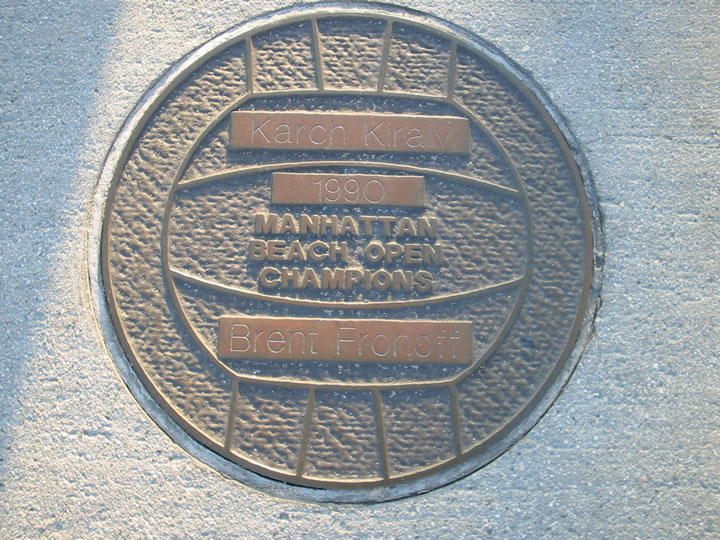 Karch Kiraly
1990
MANHATTAN
BEACH OPEN
CHAMPIONS
Brent Frohoff